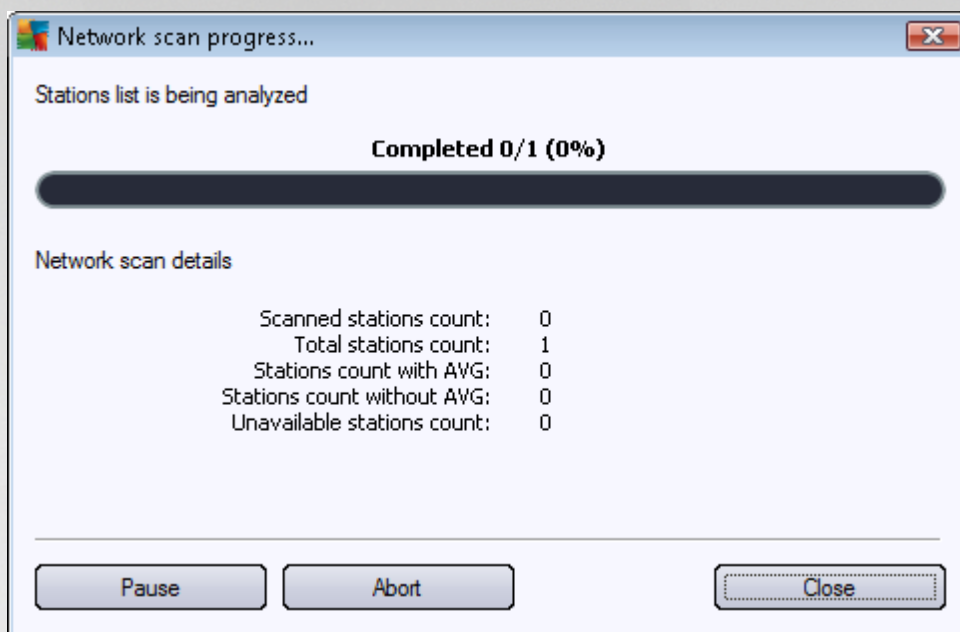 Network scan progress...
Stations list is being analyzed
Completed 0/1 (0%)
Network scan details
Scanned stations count: 0
Total stations count: 1
Stations count with AVG: 0
Stations count without AVG: 0
Unavailable stations count: 0
Pause Abort Close